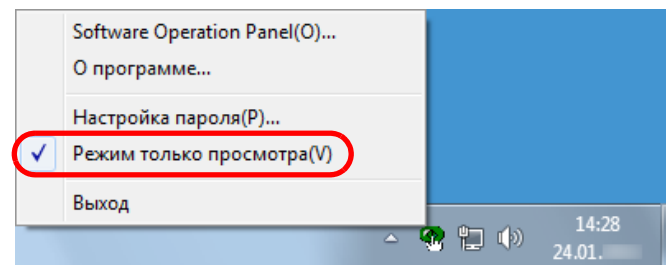 Software Operation Panel(O)...
О программе...
Настройка пароля(P)...
Режим только просмотра(V)
Выход
14:28
24.01.